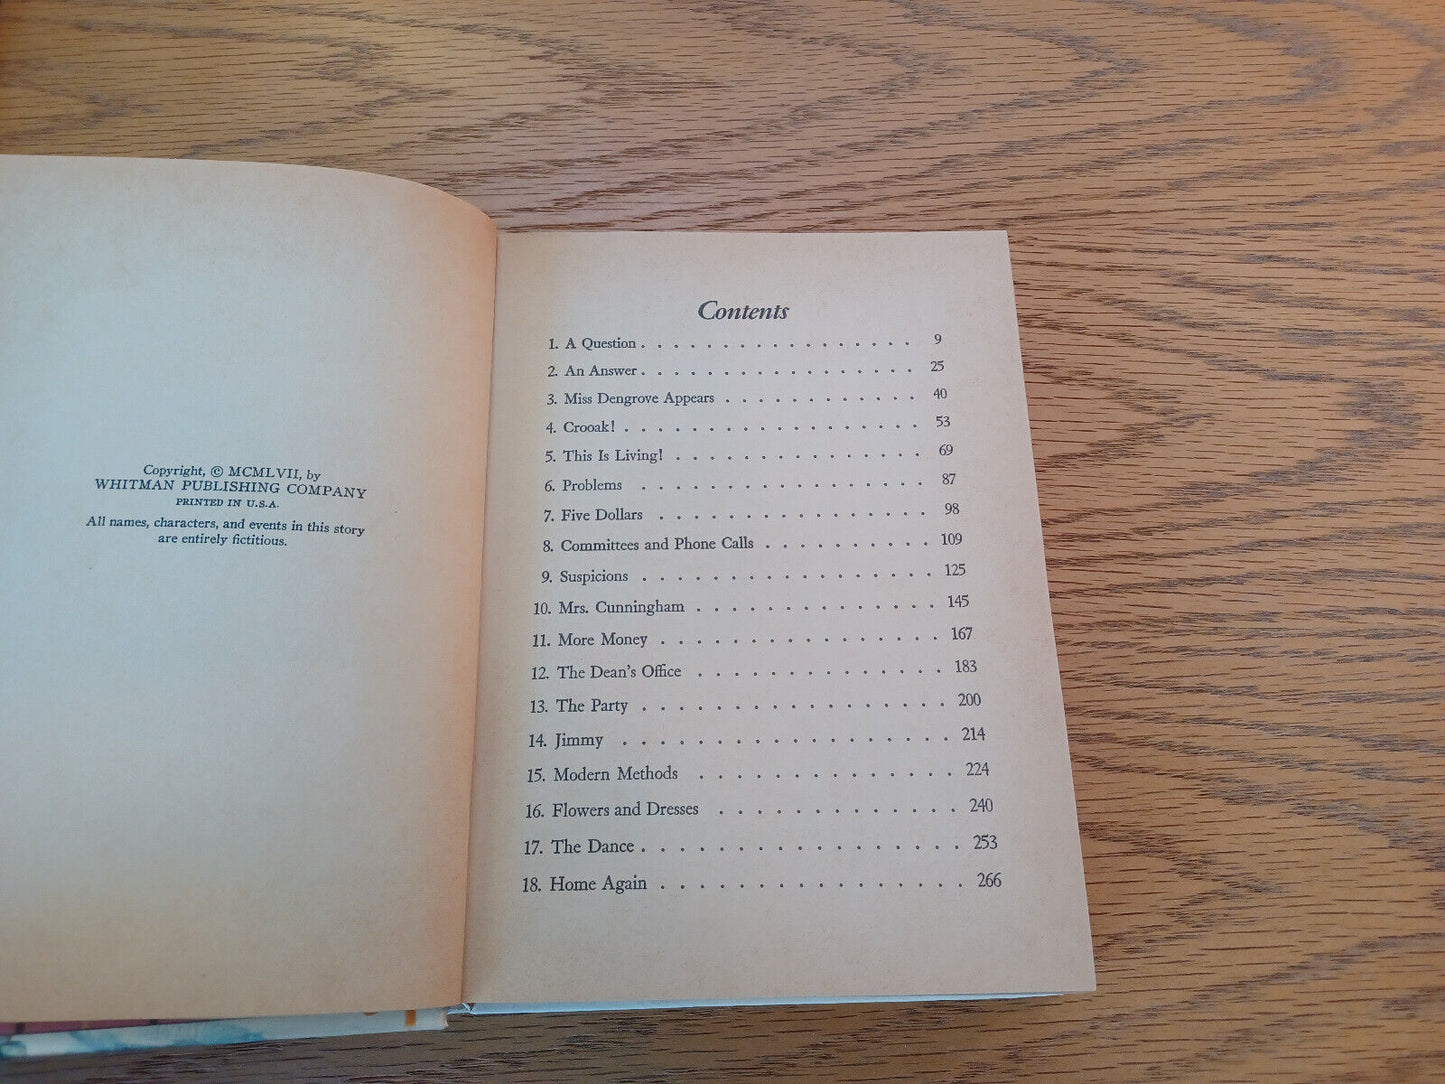 Copyright, © MCMLVII, by
WHITMAN PUBLISHING COMPANY
PRINTED IN U.S.A.
All names, characters, and events in this story
are entirely fictitious.
Contents
1. A Question . . . . . . . . . . . . . . . . . 9
2. An Answer . . . . . . . . . . . . . . . . . 25
3. Miss Dengrove Appears . . . . . . . . . . . . 40
4. Crooak! . . . . . . . . . . . . . . . . . . 53
5. This Is Living! . . . . . . . . . . . . . . . 69
6. Problems . . . . . . . . . . . . . . . . . 87
7. Five Dollars . . . . . . . . . . . . . . . . 98
8. Committees and Phone Calls . . . . . . . . . . 109
9. Suspicions . . . . . . . . . . . . . . . . . 125
10. Mrs. Cunningham . . . . . . . . . . . . . . 145
11. More Money . . . . . . . . . . . . . . . . 167
12. The Dean's Office . . . . . . . . . . . . . . 183
13. The Party . . . . . . . . . . . . . . . . . 200
14. Jimmy . . . . . . . . . . . . . . . . . . 214
15. Modern Methods . . . . . . . . . . . . . . 224
16. Flowers and Dresses . . . . . . . . . . . . . 240
17. The Dance . . . . . . . . . . . . . . . . . 253
18. Home Again . . . . . . . . . . . . . . . . 266